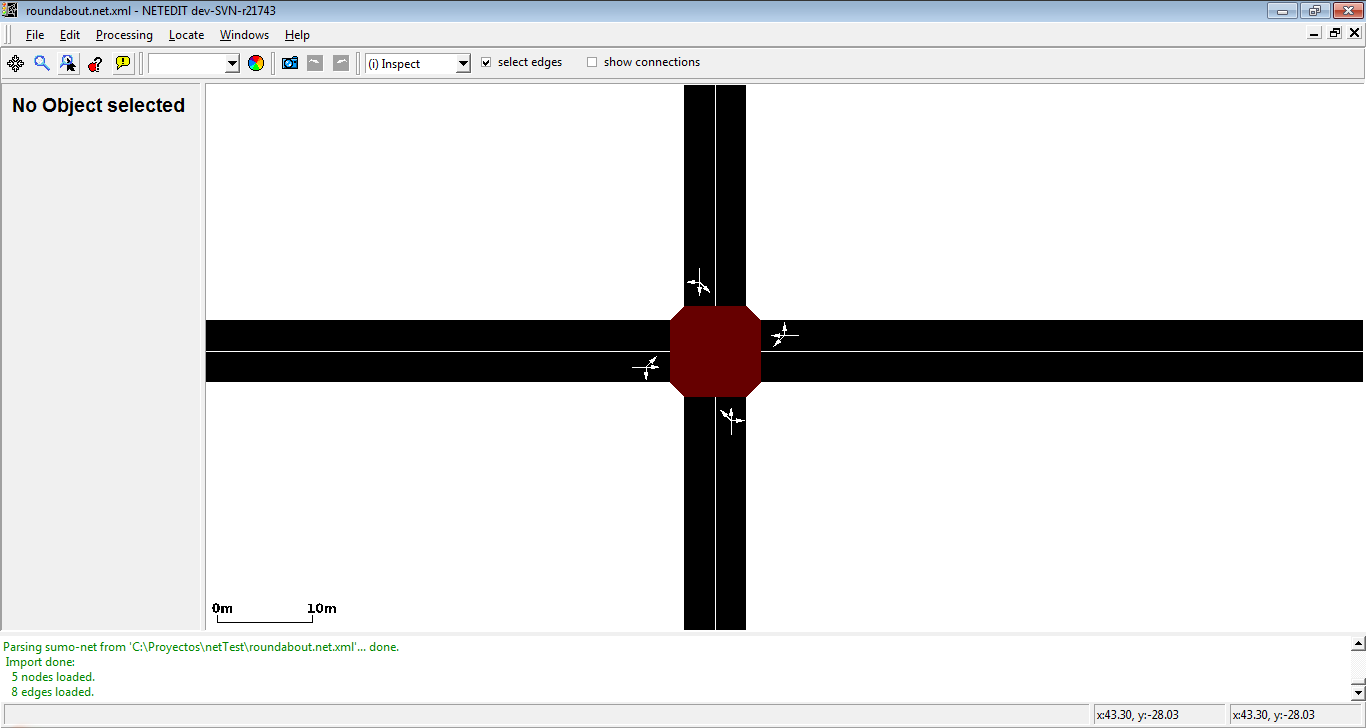 roundabout.net.xml - NETEDIT dev-SVN-r21743
File Edit Processing Locate Windows Help
(i) Inspect select edges show connections
No Object selected
0m 10m
Parsing sumo-net from 'C:\Proyectos\netTest\roundabout.net.xml'... done.
Import done:
5 nodes loaded.
8 edges loaded.
x:43.30, y:-28.03 x:43.30, y:-28.03